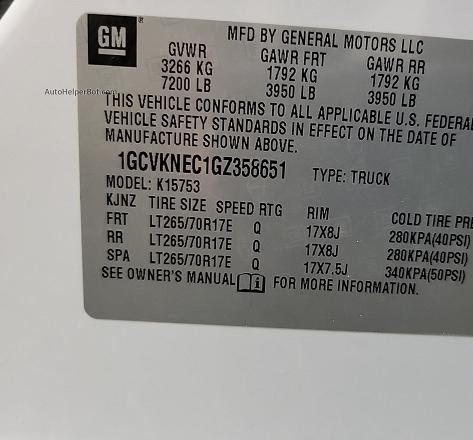 GM
MFD BY GENERAL MOTORS LLC
GVWR GAWR FRT GAWR RR
3266 KG 1792 KG 1792 KG
7200 LB 3950 LB 3950 LB
AutoHelperBot.com
THIS VEHICLE CONFORMS TO ALL APPLICABLE U.S. FEDERA
VEHICLE SAFETY STANDARDS IN EFFECT ON THE DATE OF
MANUFACTURE SHOWN ABOVE.
1GCVKNEC1GZ358651 TYPE: TRUCK
MODEL: K15753
KJNZ TIRE SIZE SPEED RTG RIM COLD TIRE PRE
FRT LT265/70R17E Q 17X8J 280KPA(40PSI)
RR LT265/70R17E Q 17X8J 280KPA(40PSI)
SPA LT265/70R17E Q 17X7.5J 340KPA(50PSI)
SEE OWNER'S MANUAL i FOR MORE INFORMATION.